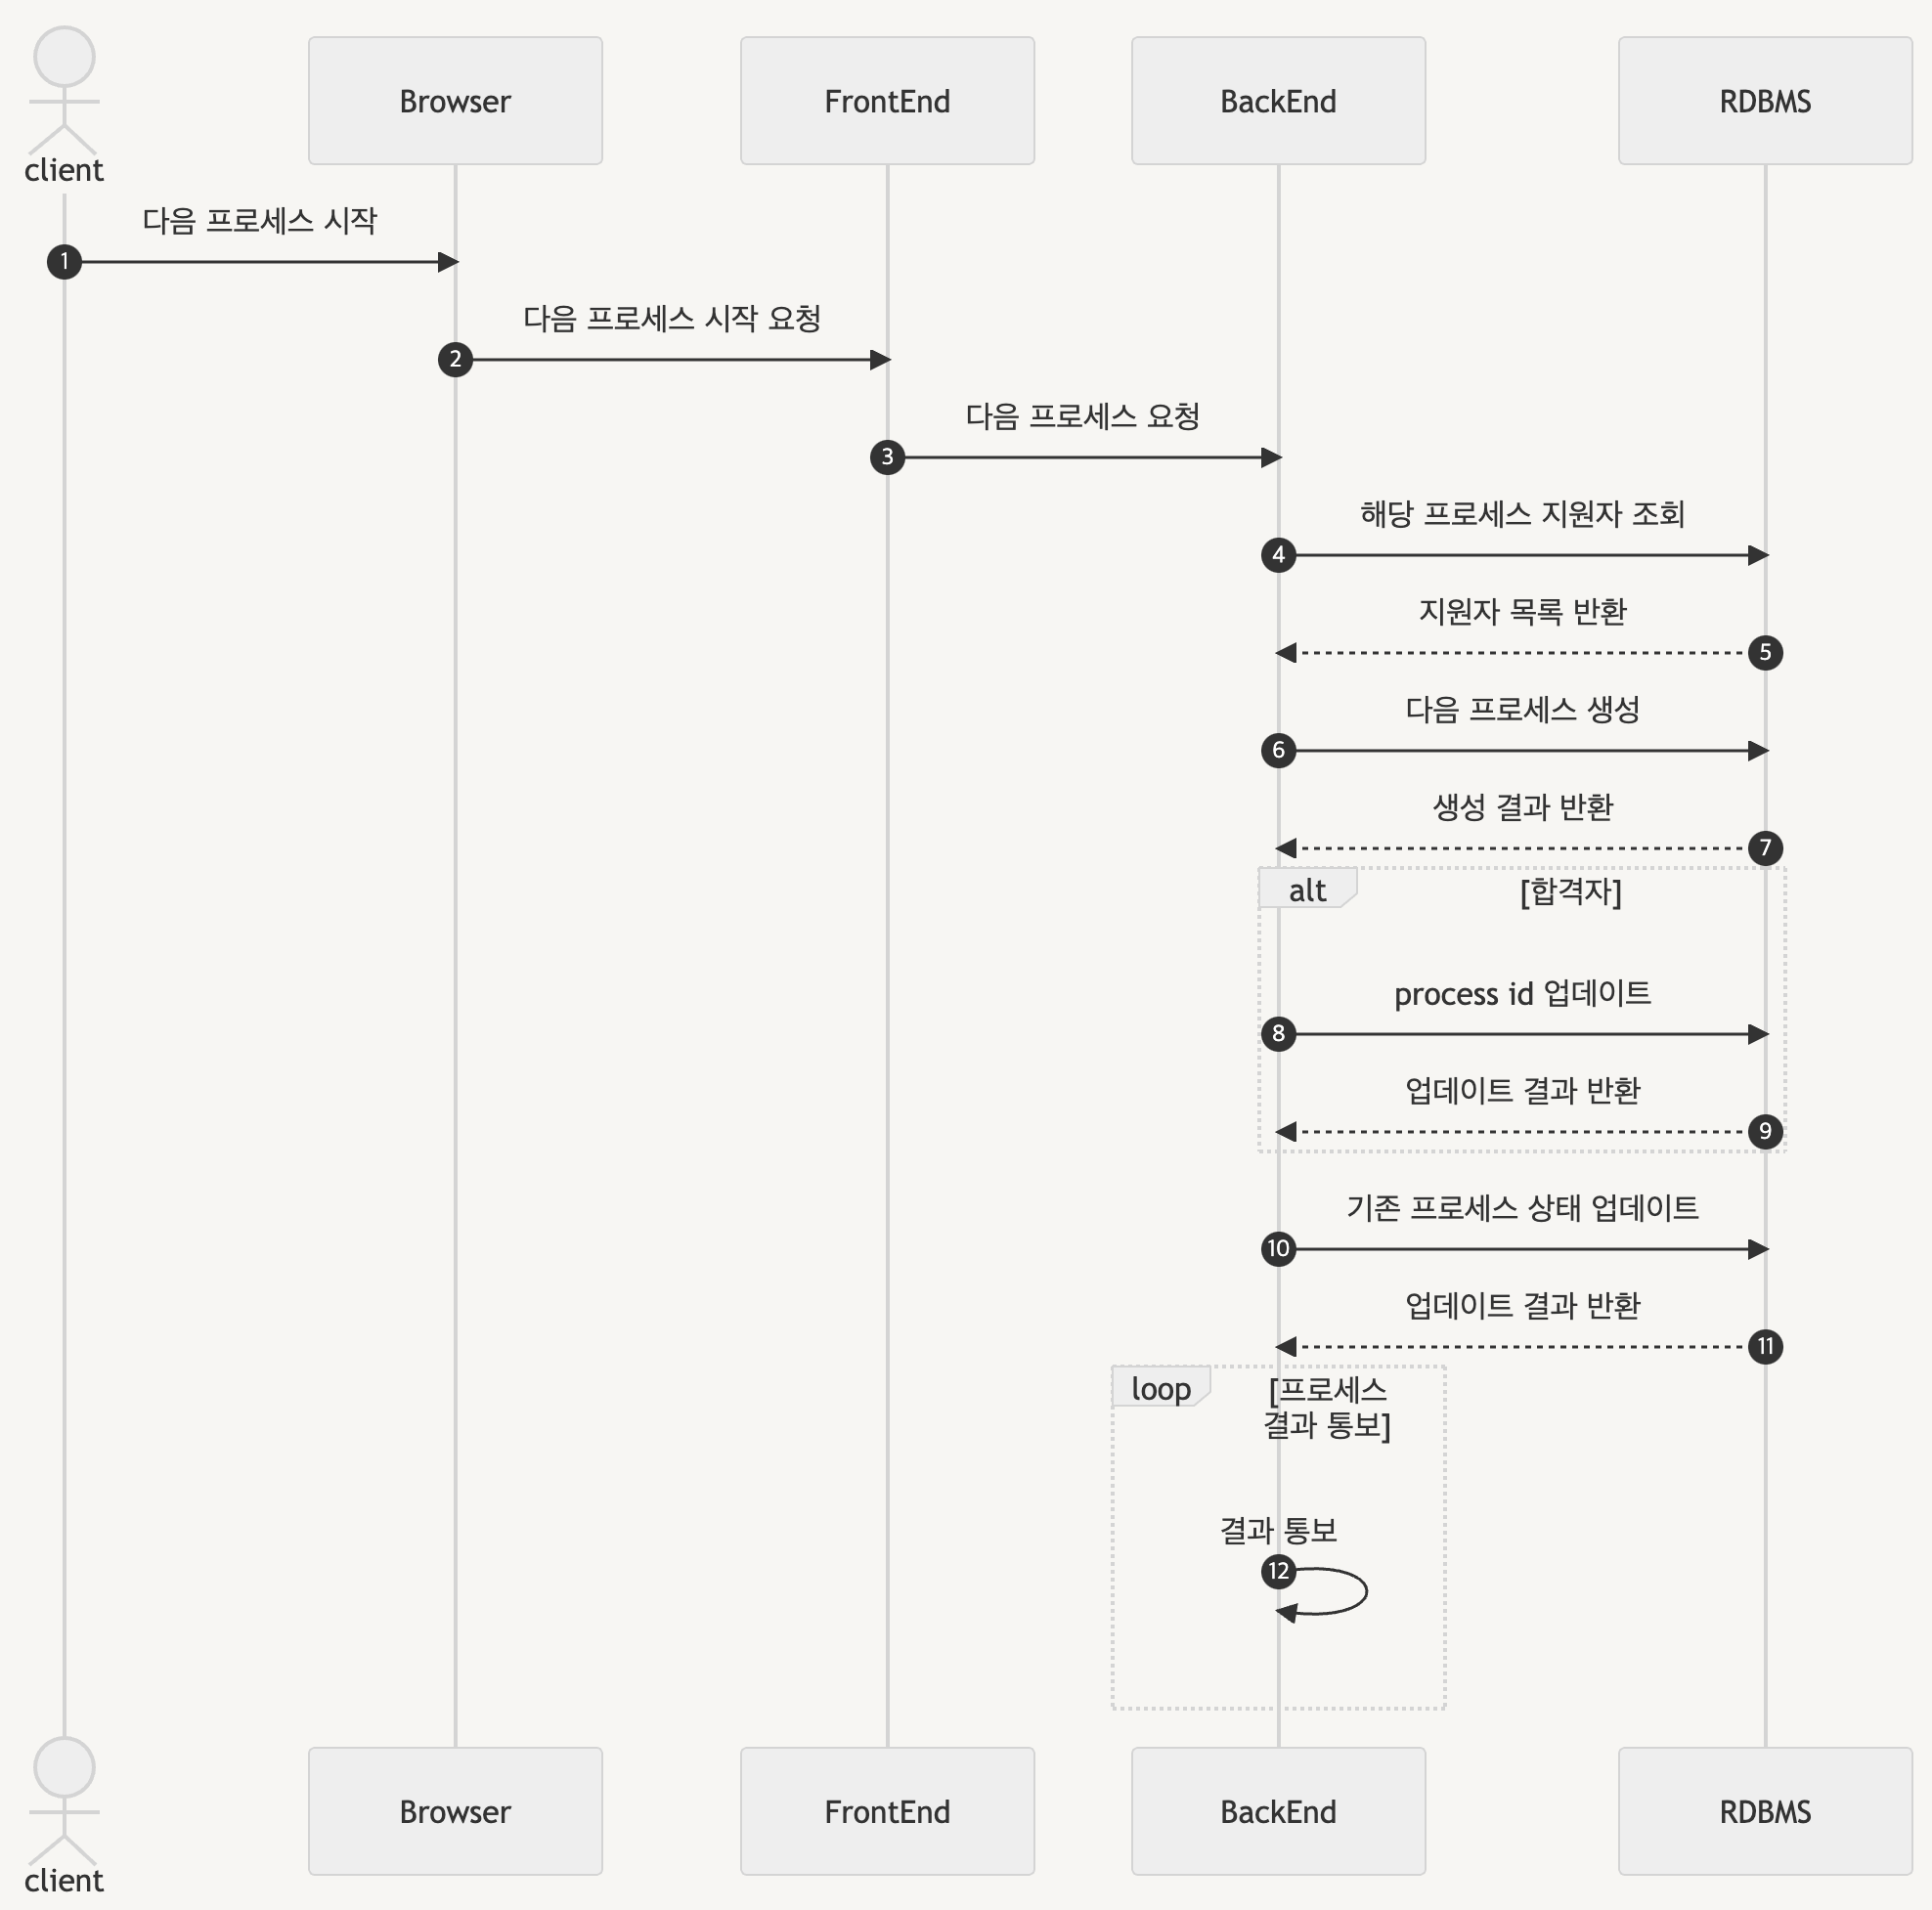 client
Browser
FrontEnd
BackEnd
RDBMS
다음 프로세스 시작
1
다음 프로세스 시작 요청
2
다음 프로세스 요청
3
해당 프로세스 지원자 조회
4
지원자 목록 반환
5
다음 프로세스 생성
6
생성 결과 반환
7
alt
[합격자]
process id 업데이트
8
업데이트 결과 반환
9
기존 프로세스 상태 업데이트
10
업데이트 결과 반환
11
loop
[프로세스
결과 통보]
결과 통보
12
client
Browser
FrontEnd
BackEnd
RDBMS